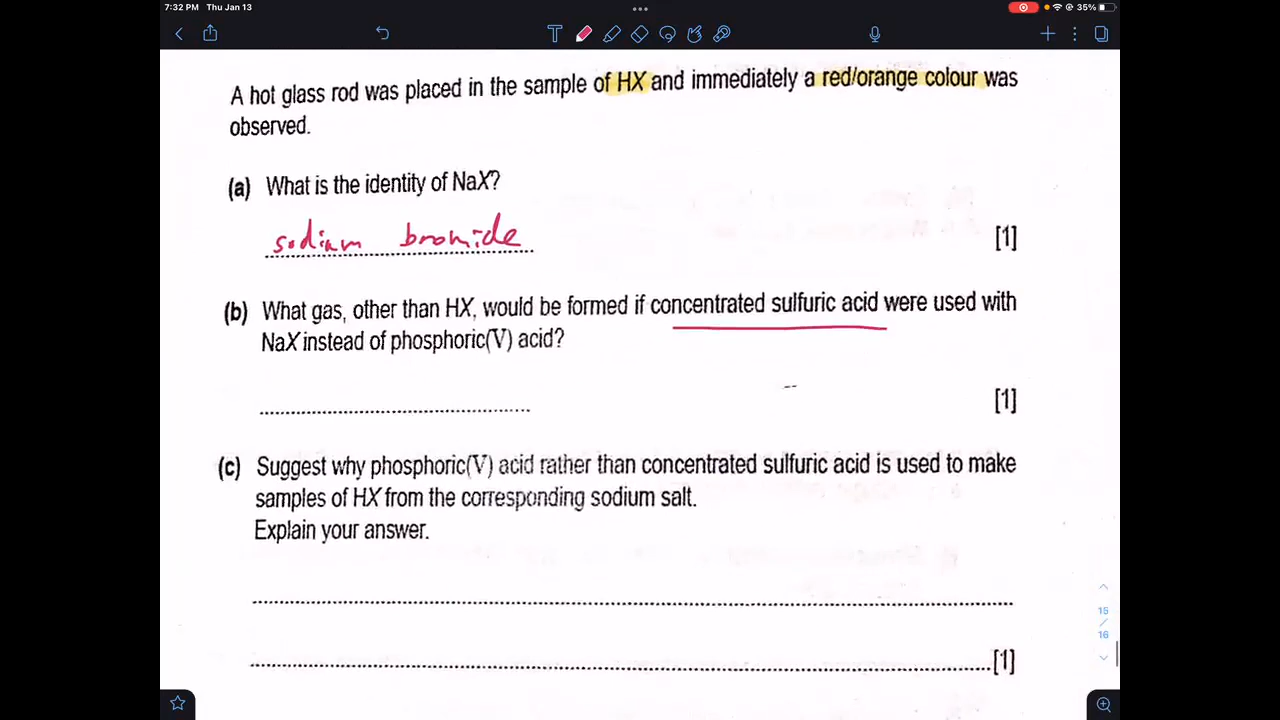 7:32 PM Thu Jan 13
35%
A hot glass rod was placed in the sample of HX and immediately a red/orange colour was
observed.
(a) What is the identity of NaX?
sodium bromide
[1]
(b) What gas, other than HX, would be formed if concentrated sulfuric acid were used with
NaX instead of phosphoric(V) acid?
[1]
(c) Suggest why phosphoric(V) acid rather than concentrated sulfuric acid is used to make
samples of HX from the corresponding sodium salt.
Explain your answer.
15
/
16
[1]